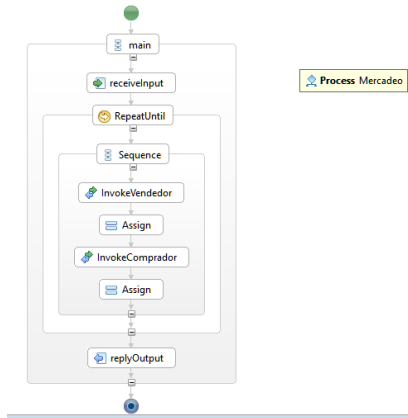 main
receiveInput
Process Mercadeo
RepeatUntil
Sequence
InvokeVendedor
Assign
InvokeComprador
Assign
replyOutput